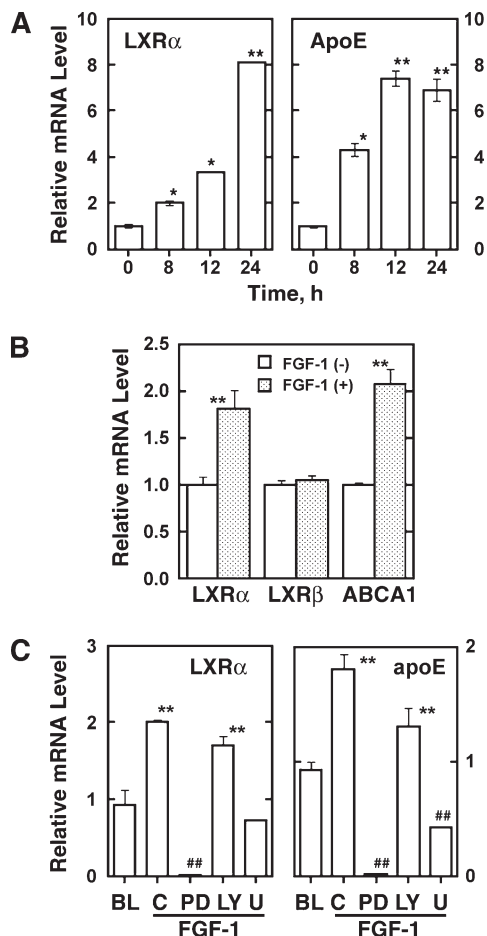 A
LXRα
ApoE
Relative mRNA Level
10
8
6
4
2
0
10
8
6
4
2
0
*
*
**
*
**
**
0 8 12 24
0 8 12 24
Time, h
B
Relative mRNA Level
2.5
2.0
1.5
1.0
0.5
0.0
FGF-1 (-)
FGF-1 (+)
**
**
LXRα LXRβ ABCA1
C
Relative mRNA Level
3
2
1
0
LXRα
apoE
2
1
0
**
##
**
**
##
**
##
BL C PD LY U
BL C PD LY U
FGF-1
FGF-1